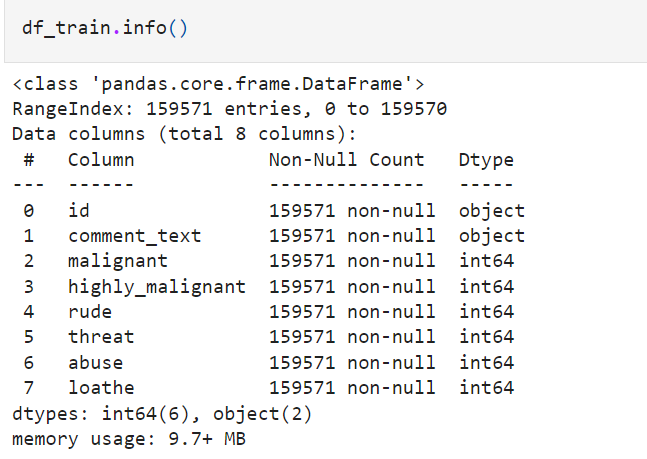 df_train.info()
<class 'pandas.core.frame.DataFrame'>
RangeIndex: 159571 entries, 0 to 159570
Data columns (total 8 columns):
 #   Column            Non-Null Count   Dtype
---  ------            --------------   -----
 0   id                159571 non-null  object
 1   comment_text      159571 non-null  object
 2   malignant         159571 non-null  int64
 3   highly_malignant  159571 non-null  int64
 4   rude              159571 non-null  int64
 5   threat            159571 non-null  int64
 6   abuse             159571 non-null  int64
 7   loathe            159571 non-null  int64
dtypes: int64(6), object(2)
memory usage: 9.7+ MB